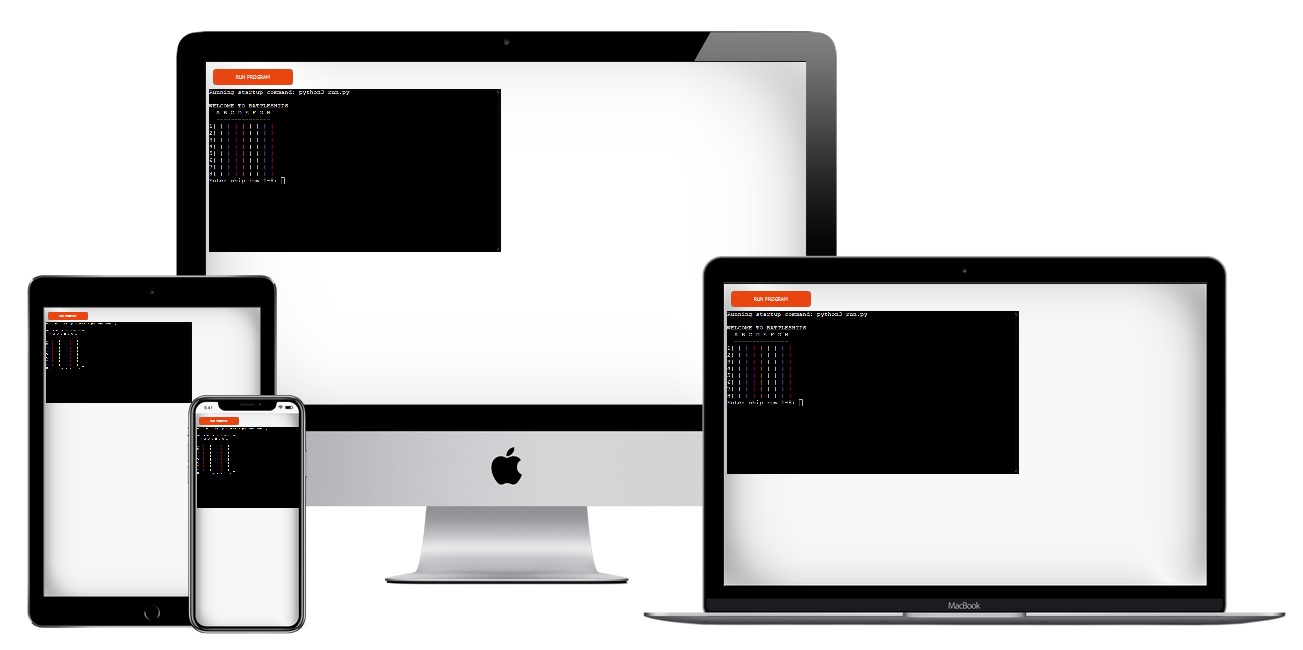 RUN PROGRAM
Running startup command: python3 run.py
WELCOME TO BATTLESHIPS
A B C D E F G H
---------------
1| | | | | | | | |
2| | | | | | | | |
3| | | | | | | | |
4| | | | | | | | |
5| | | | | | | | |
6| | | | | | | | |
7| | | | | | | | |
8| | | | | | | | |
Enter ship row 1-8:
RUN PROGRAM
Running startup command: python3 run.py
WELCOME TO BATTLESHIPS
A B C D E F G H
---------------
1| | | | | | | | |
2| | | | | | | | |
3| | | | | | | | |
4| | | | | | | | |
5| | | | | | | | |
6| | | | | | | | |
7| | | | | | | | |
8| | | | | | | | |
Enter ship row 1-8:
MacBook
RUN PROGRAM
9:41
RUN PROGRAM